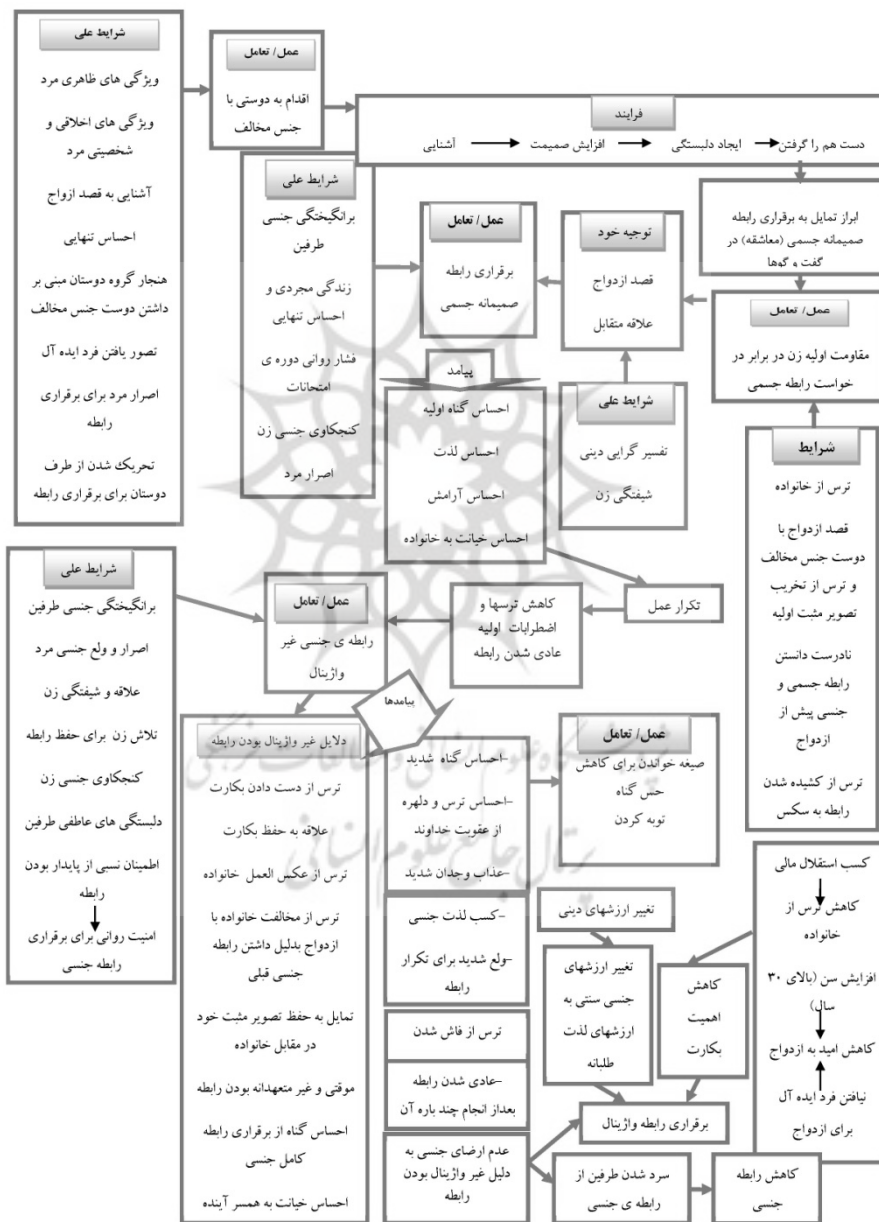 شرایط علی
ویژگی های ظاهری مرد
ویژگی های اخلاقی و
شخصیتی مرد
آشنایی به قصد ازواج
احساس تنهایی
هنجار گروه دوستان مبنی بر
داشتن دوست جنس مخالف
تصور یافتن فرد ایده آل
اصرار مرد برای برقراری
رابطه
تحریک شدن از طرف
دوستان برای برقراری رابطه
عمل/ تعامل
اقدام به دوستی با
جنس مخالف
فرایند
آشنایی
افزایش صمیمت
ایجاد دلبستگی
دست هم را گرفتن
ابراز تمایل به برقراری رابطه
صمیمانه جسمی (معاشقه) در
گفت و گوها
عمل/ تعامل
مقاومت اولیه زن در برابر در
خواست رابطه جسمی
شرایط
ترس از خانواده
قصد ازدواج با
دوست جنس مخالف
و ترس از تخریب
تصویر مثبت اولیه
نادرست دانستن
رابطه جسمی و
جنسی پیش از
ازدواج
ترس از کشیده شدن
رابطه به سکس
توجیه خود
قصد ازدواج
علاقه متقابل
شرایط علی
تفسیر گرایی دینی
شیفتگی زن
شرایط علی
برانگیختگی جنسی
طرفین
زندگی مجردی و
احساس تنهایی
فشار روانی دوره ی
امتحانات
کنجکاوی جنسی زن
اصرار مرد
عمل/ تعامل
برقراری رابطه
صمیمانه جسمی
پیامد
احساس گناه اولیه
احساس لذت
احساس آرامش
احساس خیانت به خانواده
تکرار عمل
کاهش ترسها و
اضطرابات اولیه
عادی شدن رابطه
عمل/ تعامل
رابطه ی جنسی غیر
واژینال
شرایط علی
برانگیختگی جنسی طرفین
اصرار و ولع جنسی مرد
علاقه و شیفتگی زن
تلاش زن برای حفظ رابطه
کنجکاوی جنسی زن
دلبستگی های عاطفی طرفین
اطمینان نسبی از پایدار بودن
رابطه
امنیت روانی برای برقراری
رابطه جنسی
دلایل غیر واژینال بودن رابطه
ترس از دست دادن بکارت
علاقه به حفظ بکارت
ترس از عکس العمل خانواده
ترس از مخالفت خانواده با
ازدواج بدلیل داشتن رابطه
جنسی قبلی
تمایل به حفظ تصویر مثبت خود
در مقابل خانواده
موقتی و غیر متعهدانه بودن رابطه
احساس گناه از برقراری رابطه
کامل جنسی
احساس خیانت به همسر آینده
پیامدها
-احساس گناه شدید
-احساس ترس و دلهره
از عقوبت خداوند
-عذاب وجدان شدید
-کسب لذت جنسی
-ولع شدید برای تکرار
رابطه
ترس از فاش شدن
-عادی شدن رابطه
بعداز انجام چند باره آن
عدم ارضای جنسی به
دلیل غیر واژینال بودن
رابطه
عمل/ تعامل
صیغه خواندن برای کاهش
حس گناه
توبه کردن
تغییر ارزشهای دینی
تغییر ارزشهای
جنسی سنتی به
ارزشهای لذت
طلبانه
کاهش
اهمیت
بکارت
کسب استقلال مالی
کاهش ترس از
خانواده
افزایش سن (بالای ۳۰
سال)
کاهش امید به ازدواج
نیافتن فرد ایده آل
برای ازدواج
برقراری رابطه واژینال
سرد شدن طرفین از
رابطه ی جنسی
کاهش رابطه
جنسی
پژوهشگاه علوم انسانی و مطالعات فرهنگی
پرتال جامع علوم انسانی